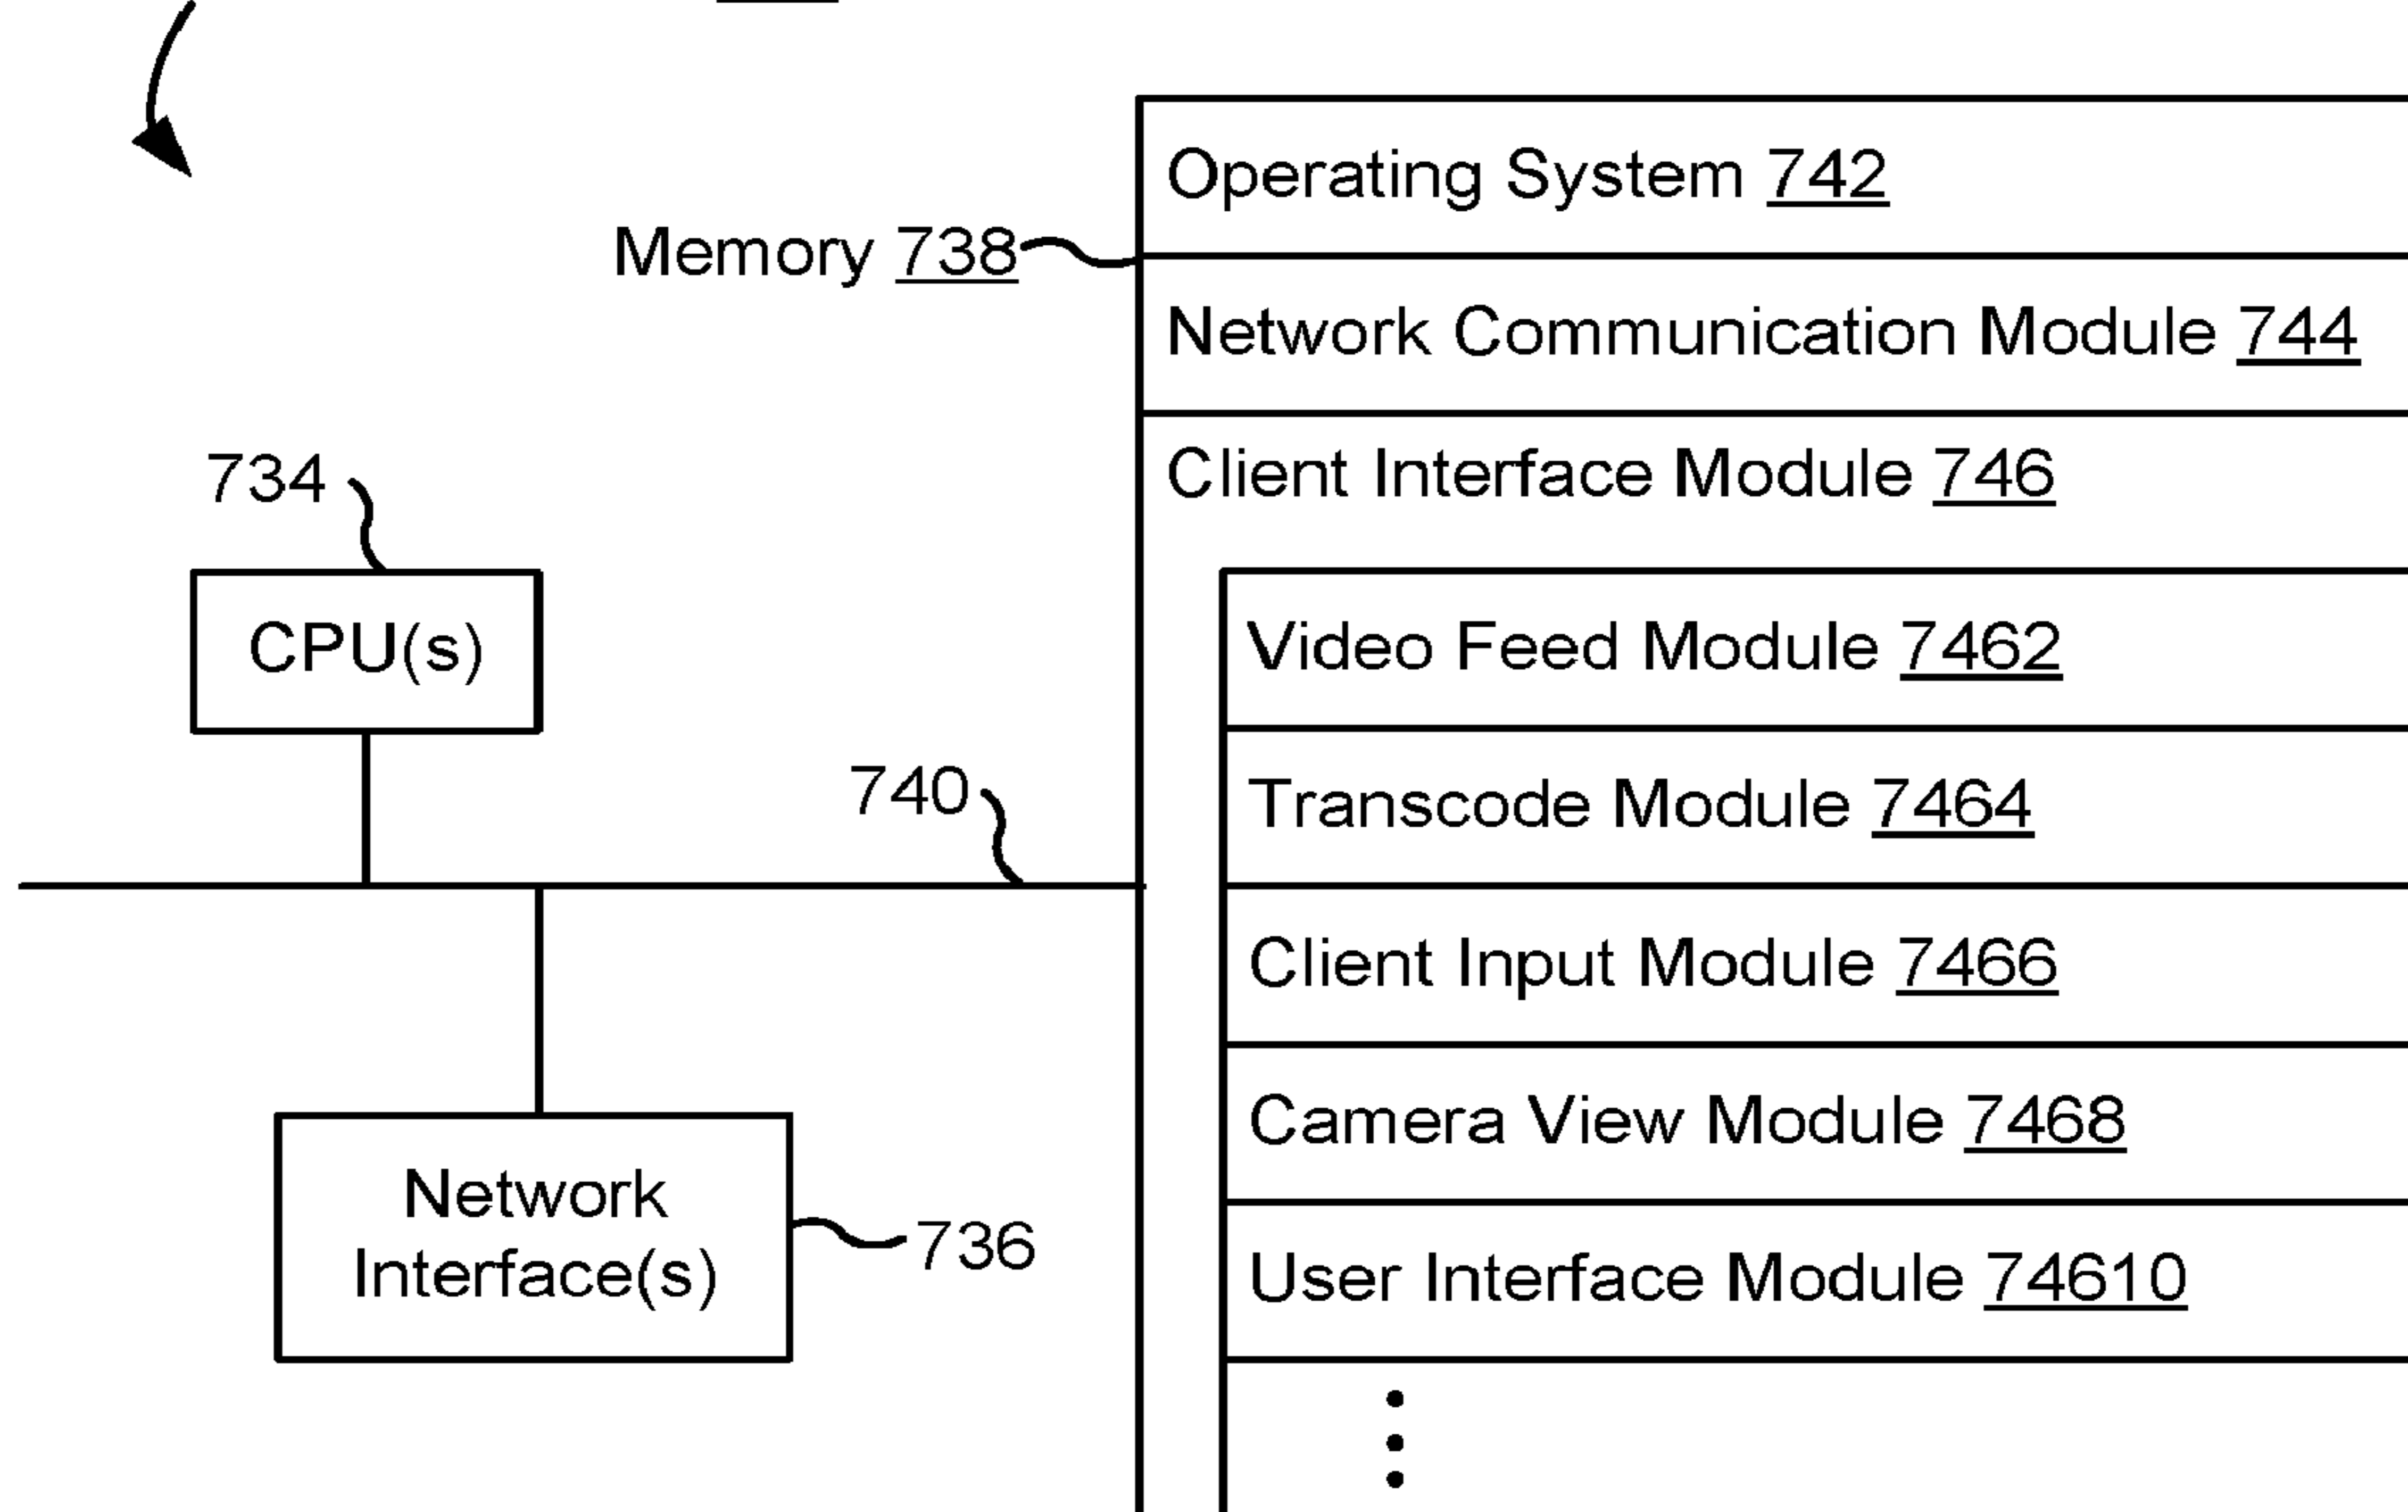 Operating System 742
Memory 738
Network Communication Module 744
Client Interface Module 746
734
CPU(s)
Video Feed Module 7462
740
Transcode Module 7464
Client Input Module 7466
Camera View Module 7468
Network
Interface(s)
736
User Interface Module 74610